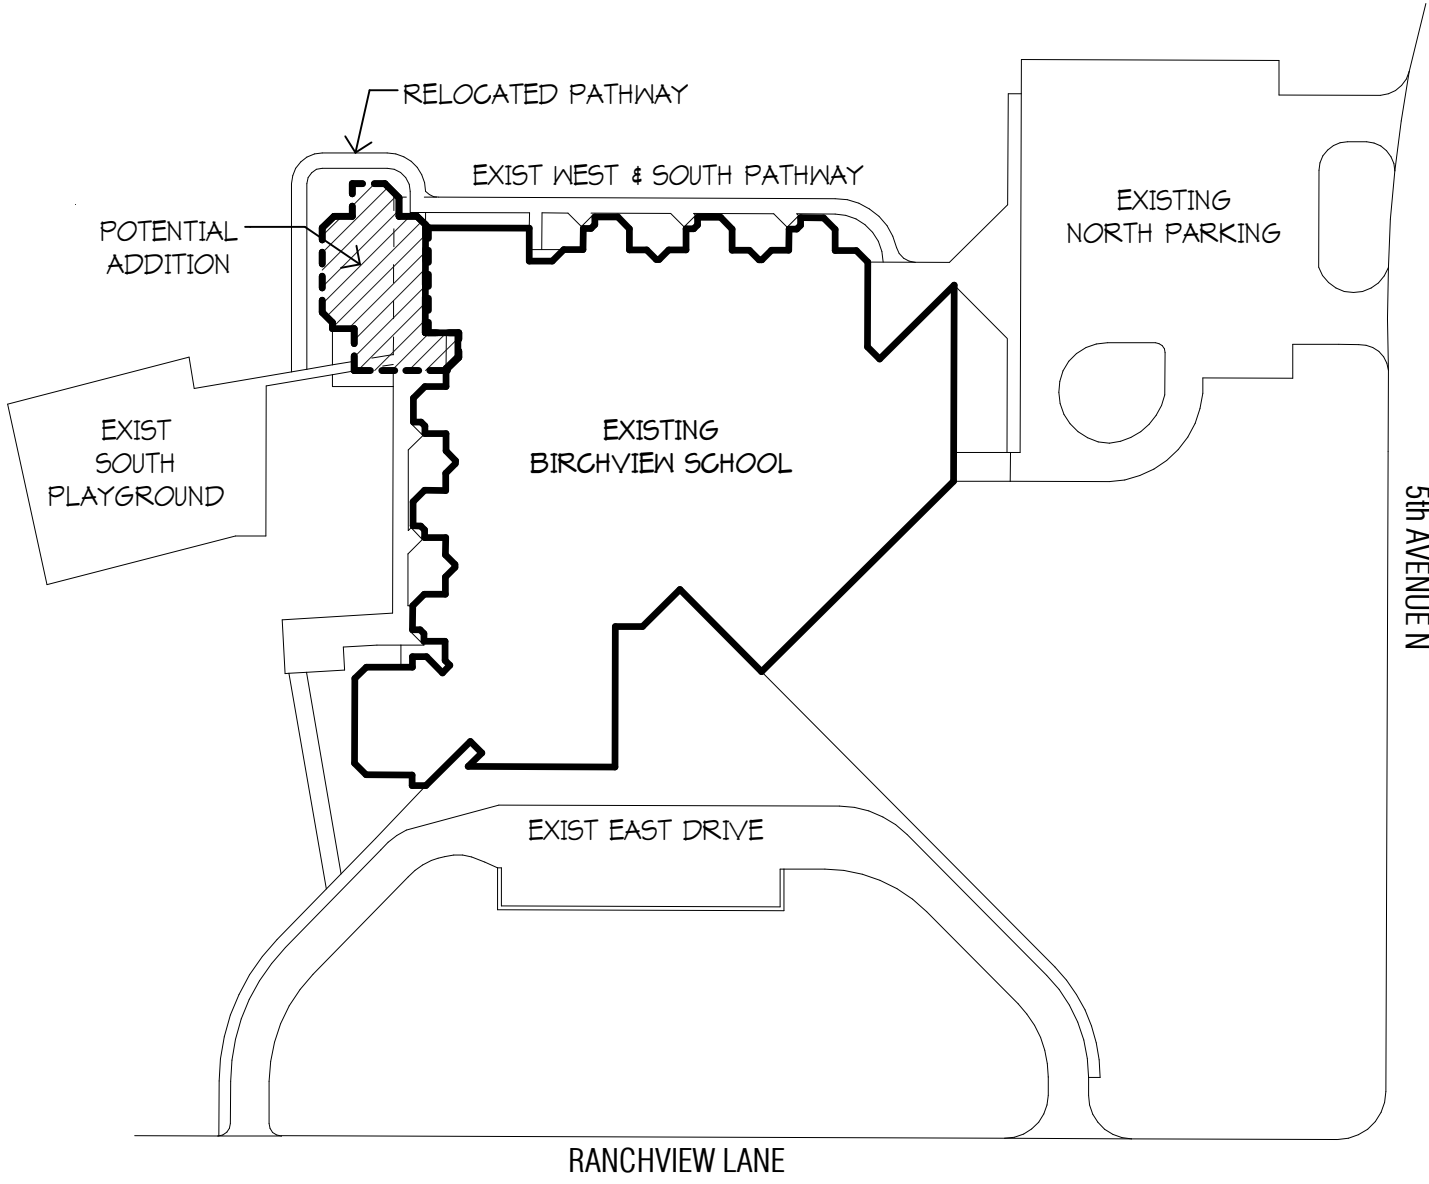 RELOCATED PATHWAY
EXIST WEST & SOUTH PATHWAY
EXISTING
NORTH PARKING
POTENTIAL
ADDITION
EXIST
SOUTH
PLAYGROUND
EXISTING
BIRCHVIEW SCHOOL
5th AVENUE N
EXIST EAST DRIVE
RANCHVIEW LANE